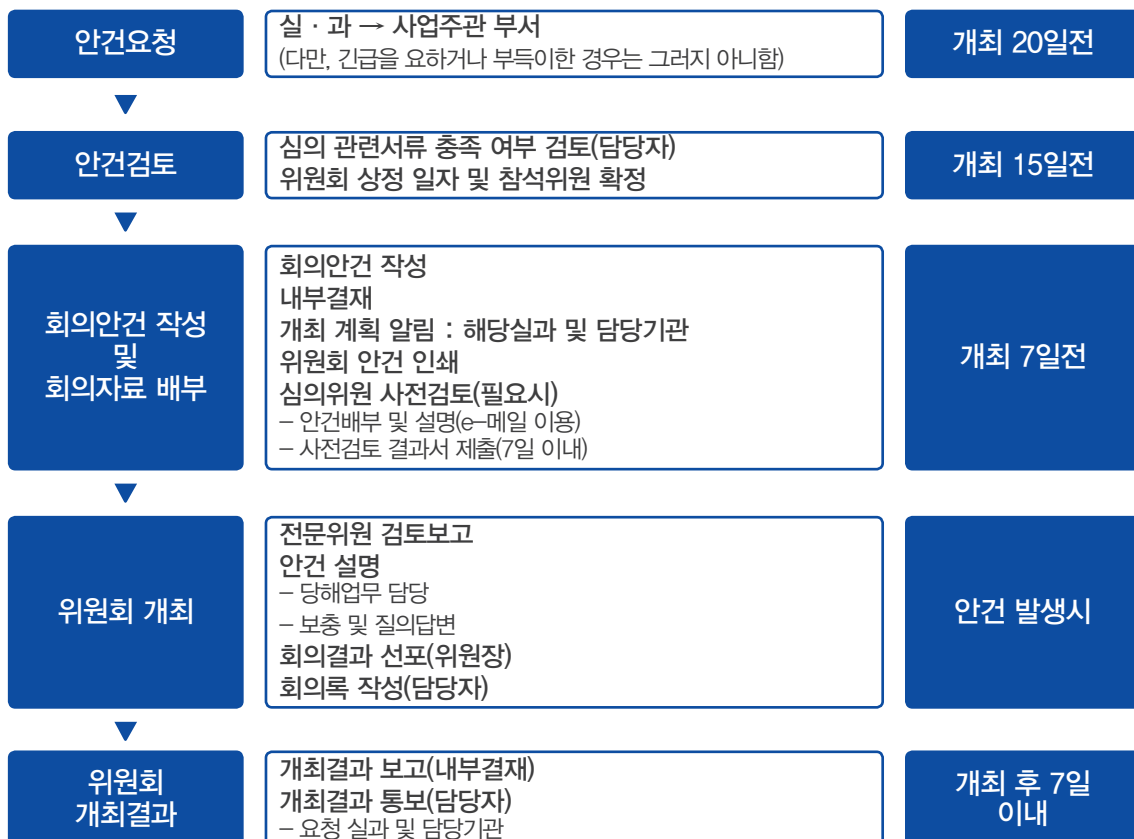 안건요청
실 · 과 → 사업주관 부서
(다만, 긴급을 요하거나 부득이한 경우는 그러지 아니함)
개최 20일전
안건검토
심의 관련서류 충족 여부 검토(담당자)
위원회 상정 일자 및 참석위원 확정
개최 15일전
회의안건 작성
및
회의자료 배부
회의안건 작성
내부결재
개최 계획 알림 : 해당실과 및 담당기관
위원회 안건 인쇄
심의위원 사전검토(필요시)
– 안건배부 및 설명(e–메일 이용)
– 사전검토 결과서 제출(7일 이내)
개최 7일전
위원회 개최
전문위원 검토보고
안건 설명
– 당해업무 담당
– 보충 및 질의답변
회의결과 선포(위원장)
회의록 작성(담당자)
안건 발생시
위원회
개최결과
개최결과 보고(내부결재)
개최결과 통보(담당자)
– 요청 실과 및 담당기관
개최 후 7일
이내